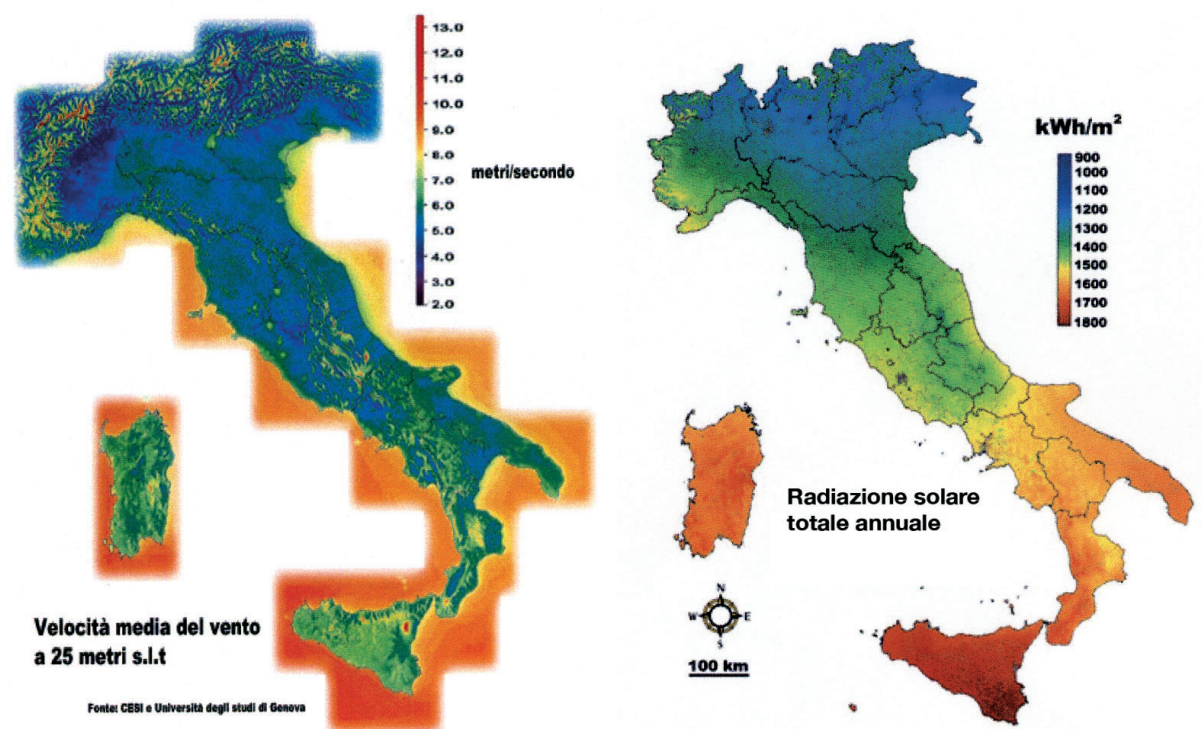 13.0
12.0
11.0
10.0
9.0
8.0
7.0
6.0
5.0
4.0
3.0
2.0
metri/secondo
Velocità media del vento
a 25 metri s.l.t
Fonte: CESI e Università degli studi di Genova
kWh/m²
900
1000
1100
1200
1300
1400
1500
1600
1700
1800
Radiazione solare
totale annuale
N
W E
S
100 km